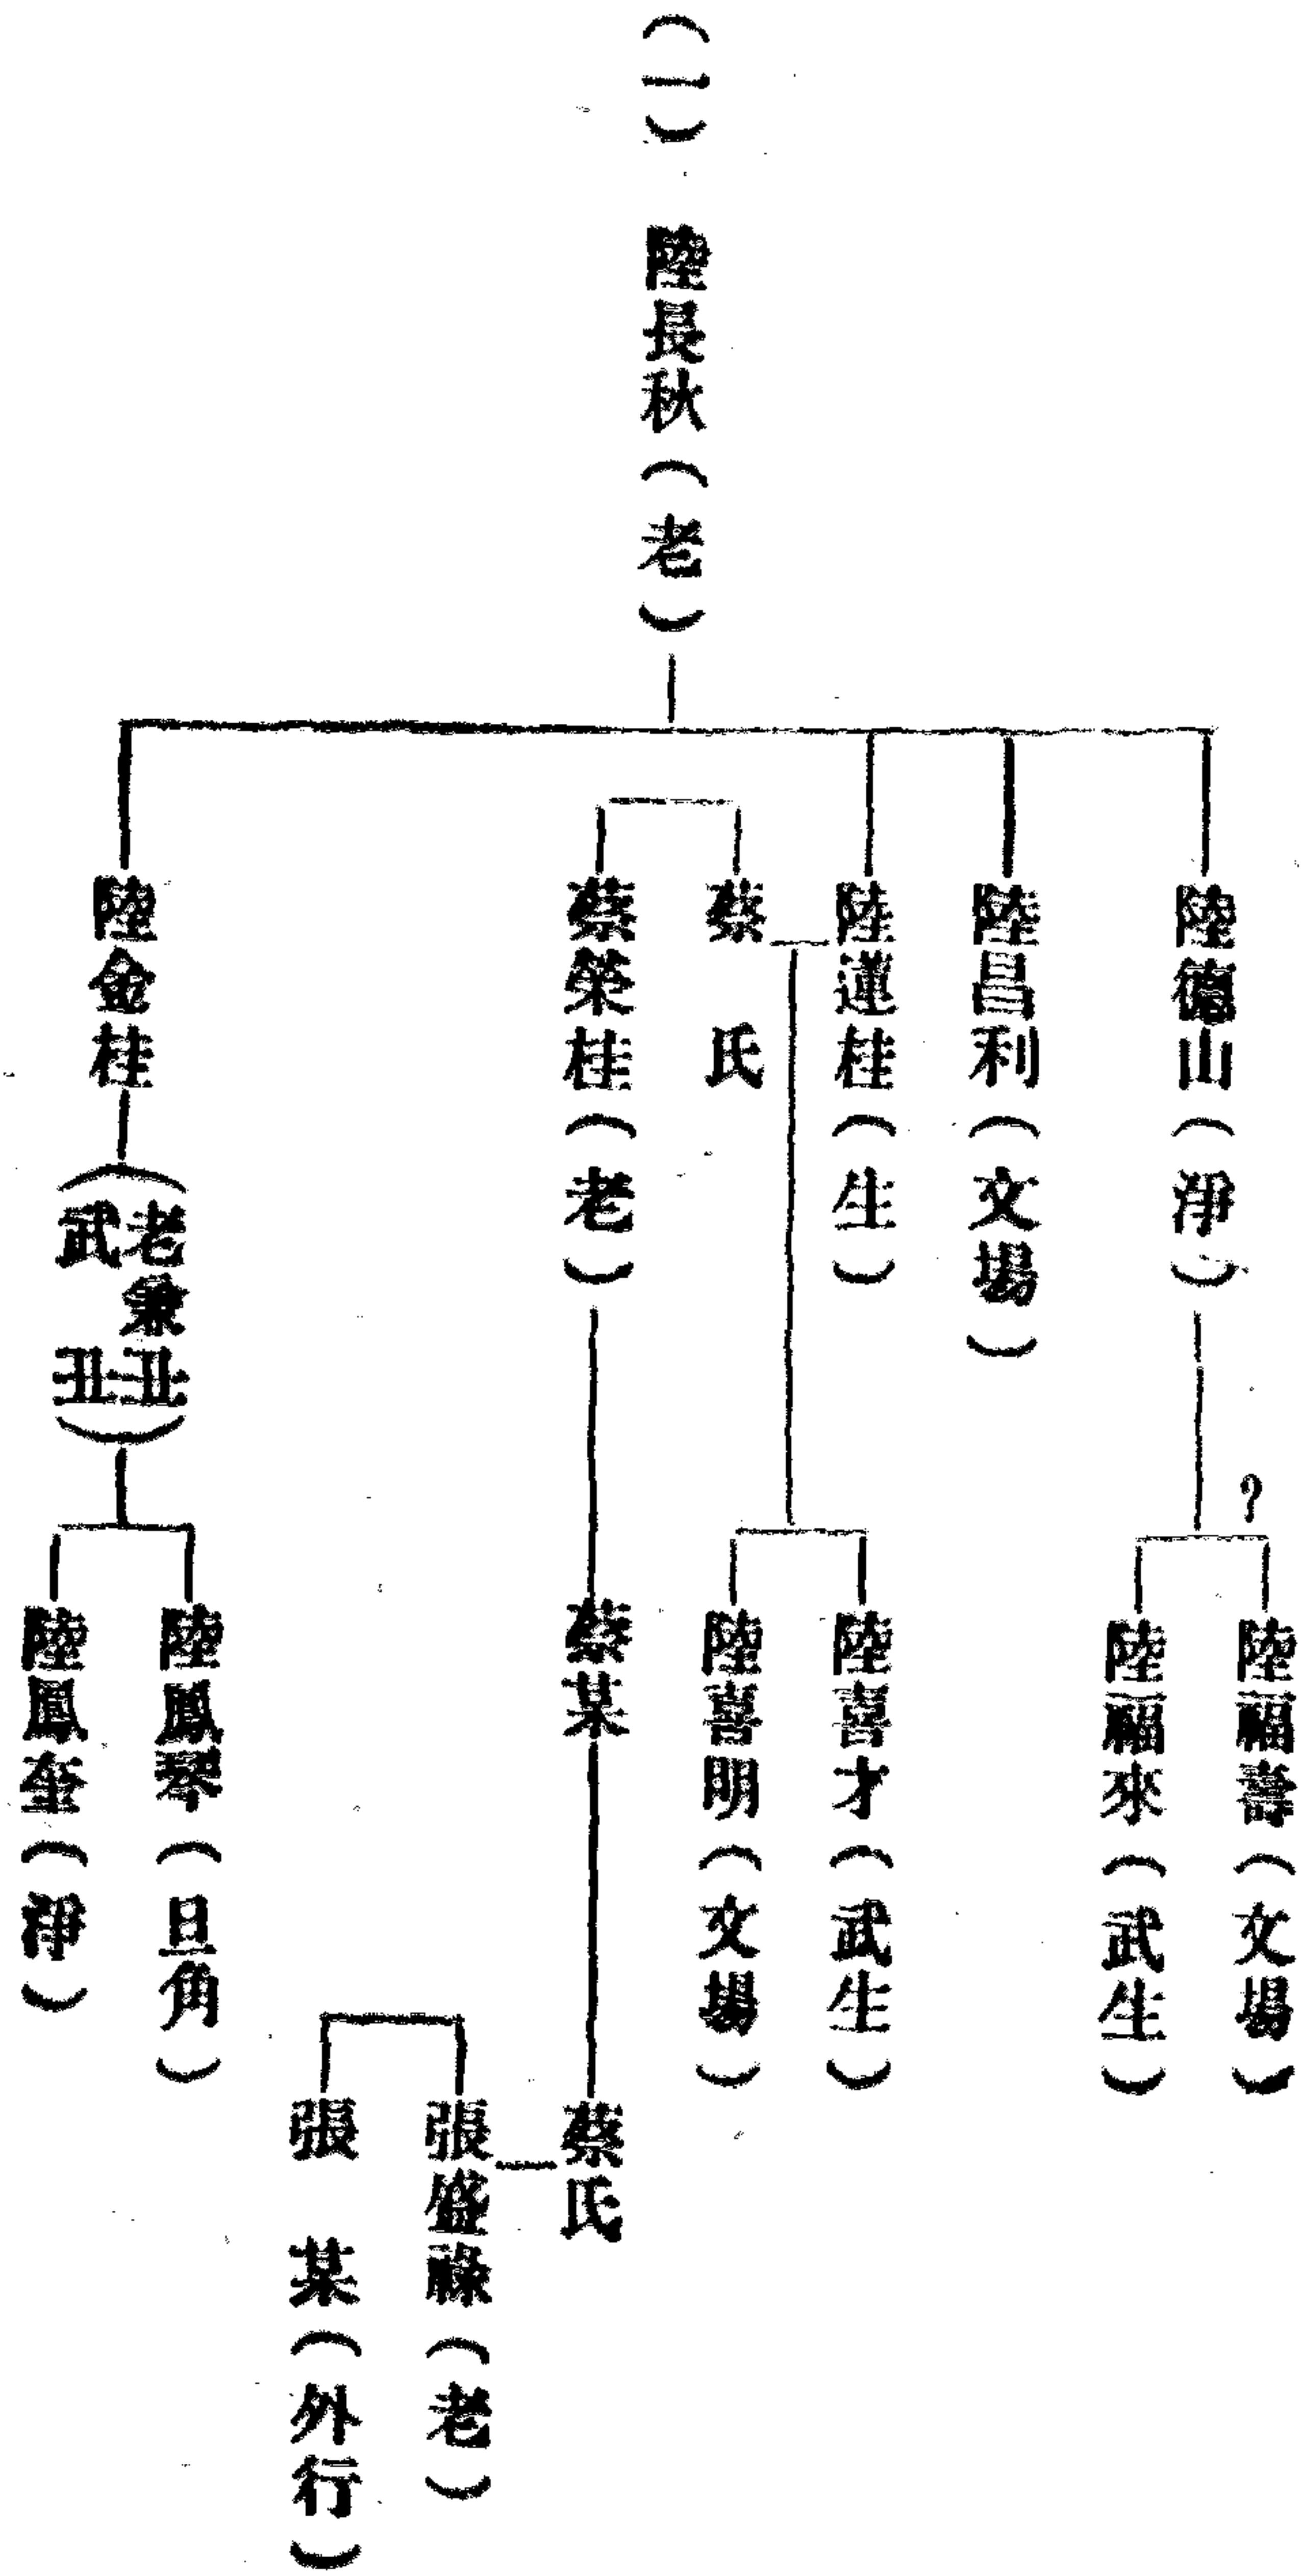 （一）　陸長秋（老）
陸德山（淨）
陸昌利（文場）
陸蓮桂（生）
蔡　氏
蔡榮桂（老）
陸金桂
（老兼丑
武　丑）
？
陸福壽（文場）
陸福來（武生）
陸喜才（武生）
陸喜明（文場）
蔡某
陸鳳琴（旦角）
陸鳳奎（淨）
蔡氏
張盛祿（老）
張　某（外行）